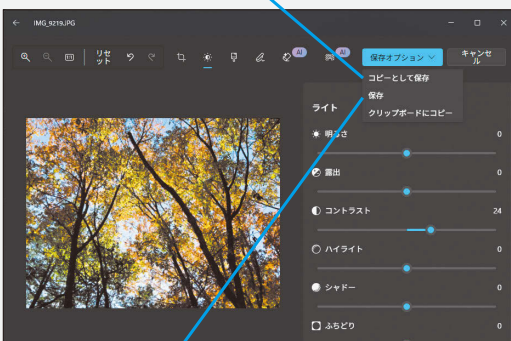 IMG_9219.JPG
リセ
ット
AI
AI
保存オプション
キャンセ
ル
コピーとして保存
保存
クリップボードにコピー
ライト
明るさ 0
露出 0
コントラスト 24
ハイライト 0
シャドー 0
ふちどり 0